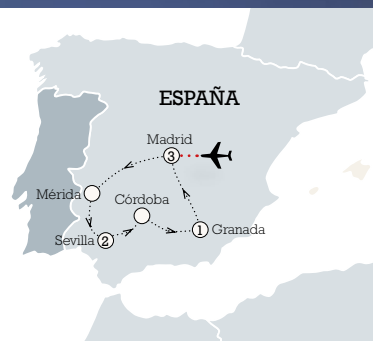 ESPAÑA
Madrid
3
Mérida
Córdoba
1 Granada
Sevilla 2